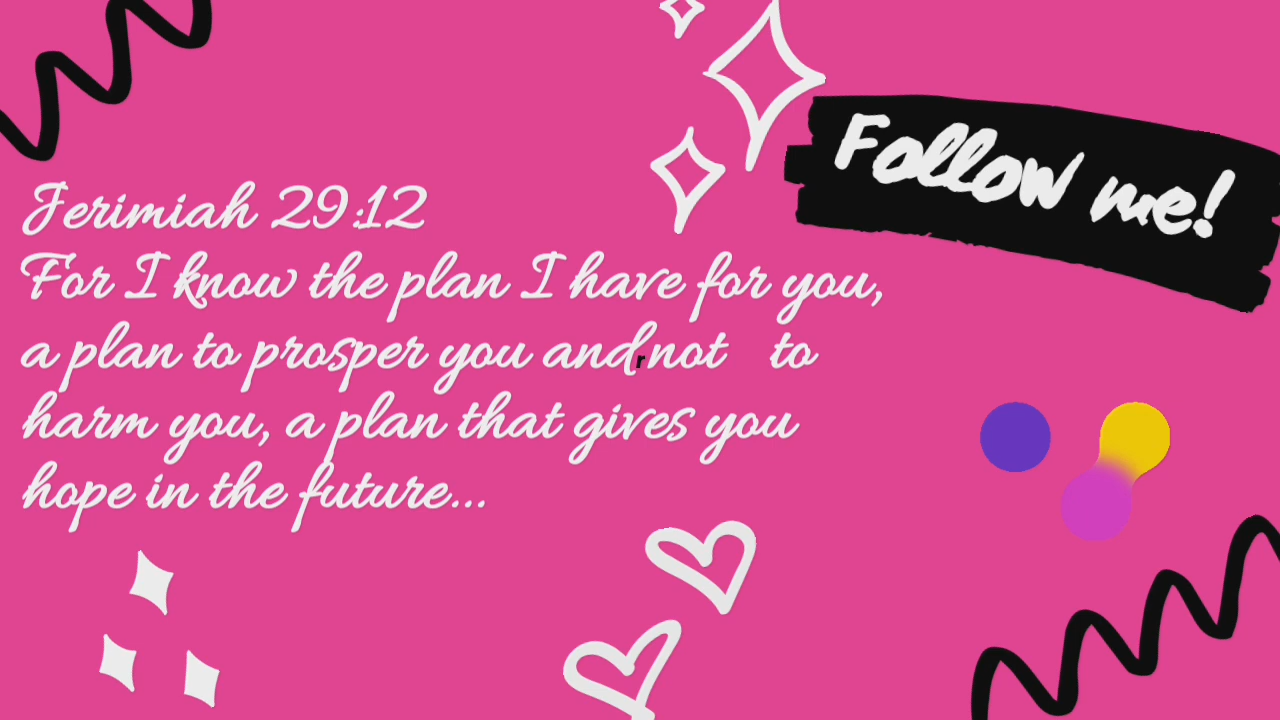 Follow me!
Jerimiah 29:12
For I know the plan I have for you,
a plan to prosper you and r not to
harm you, a plan that gives you
hope in the future...